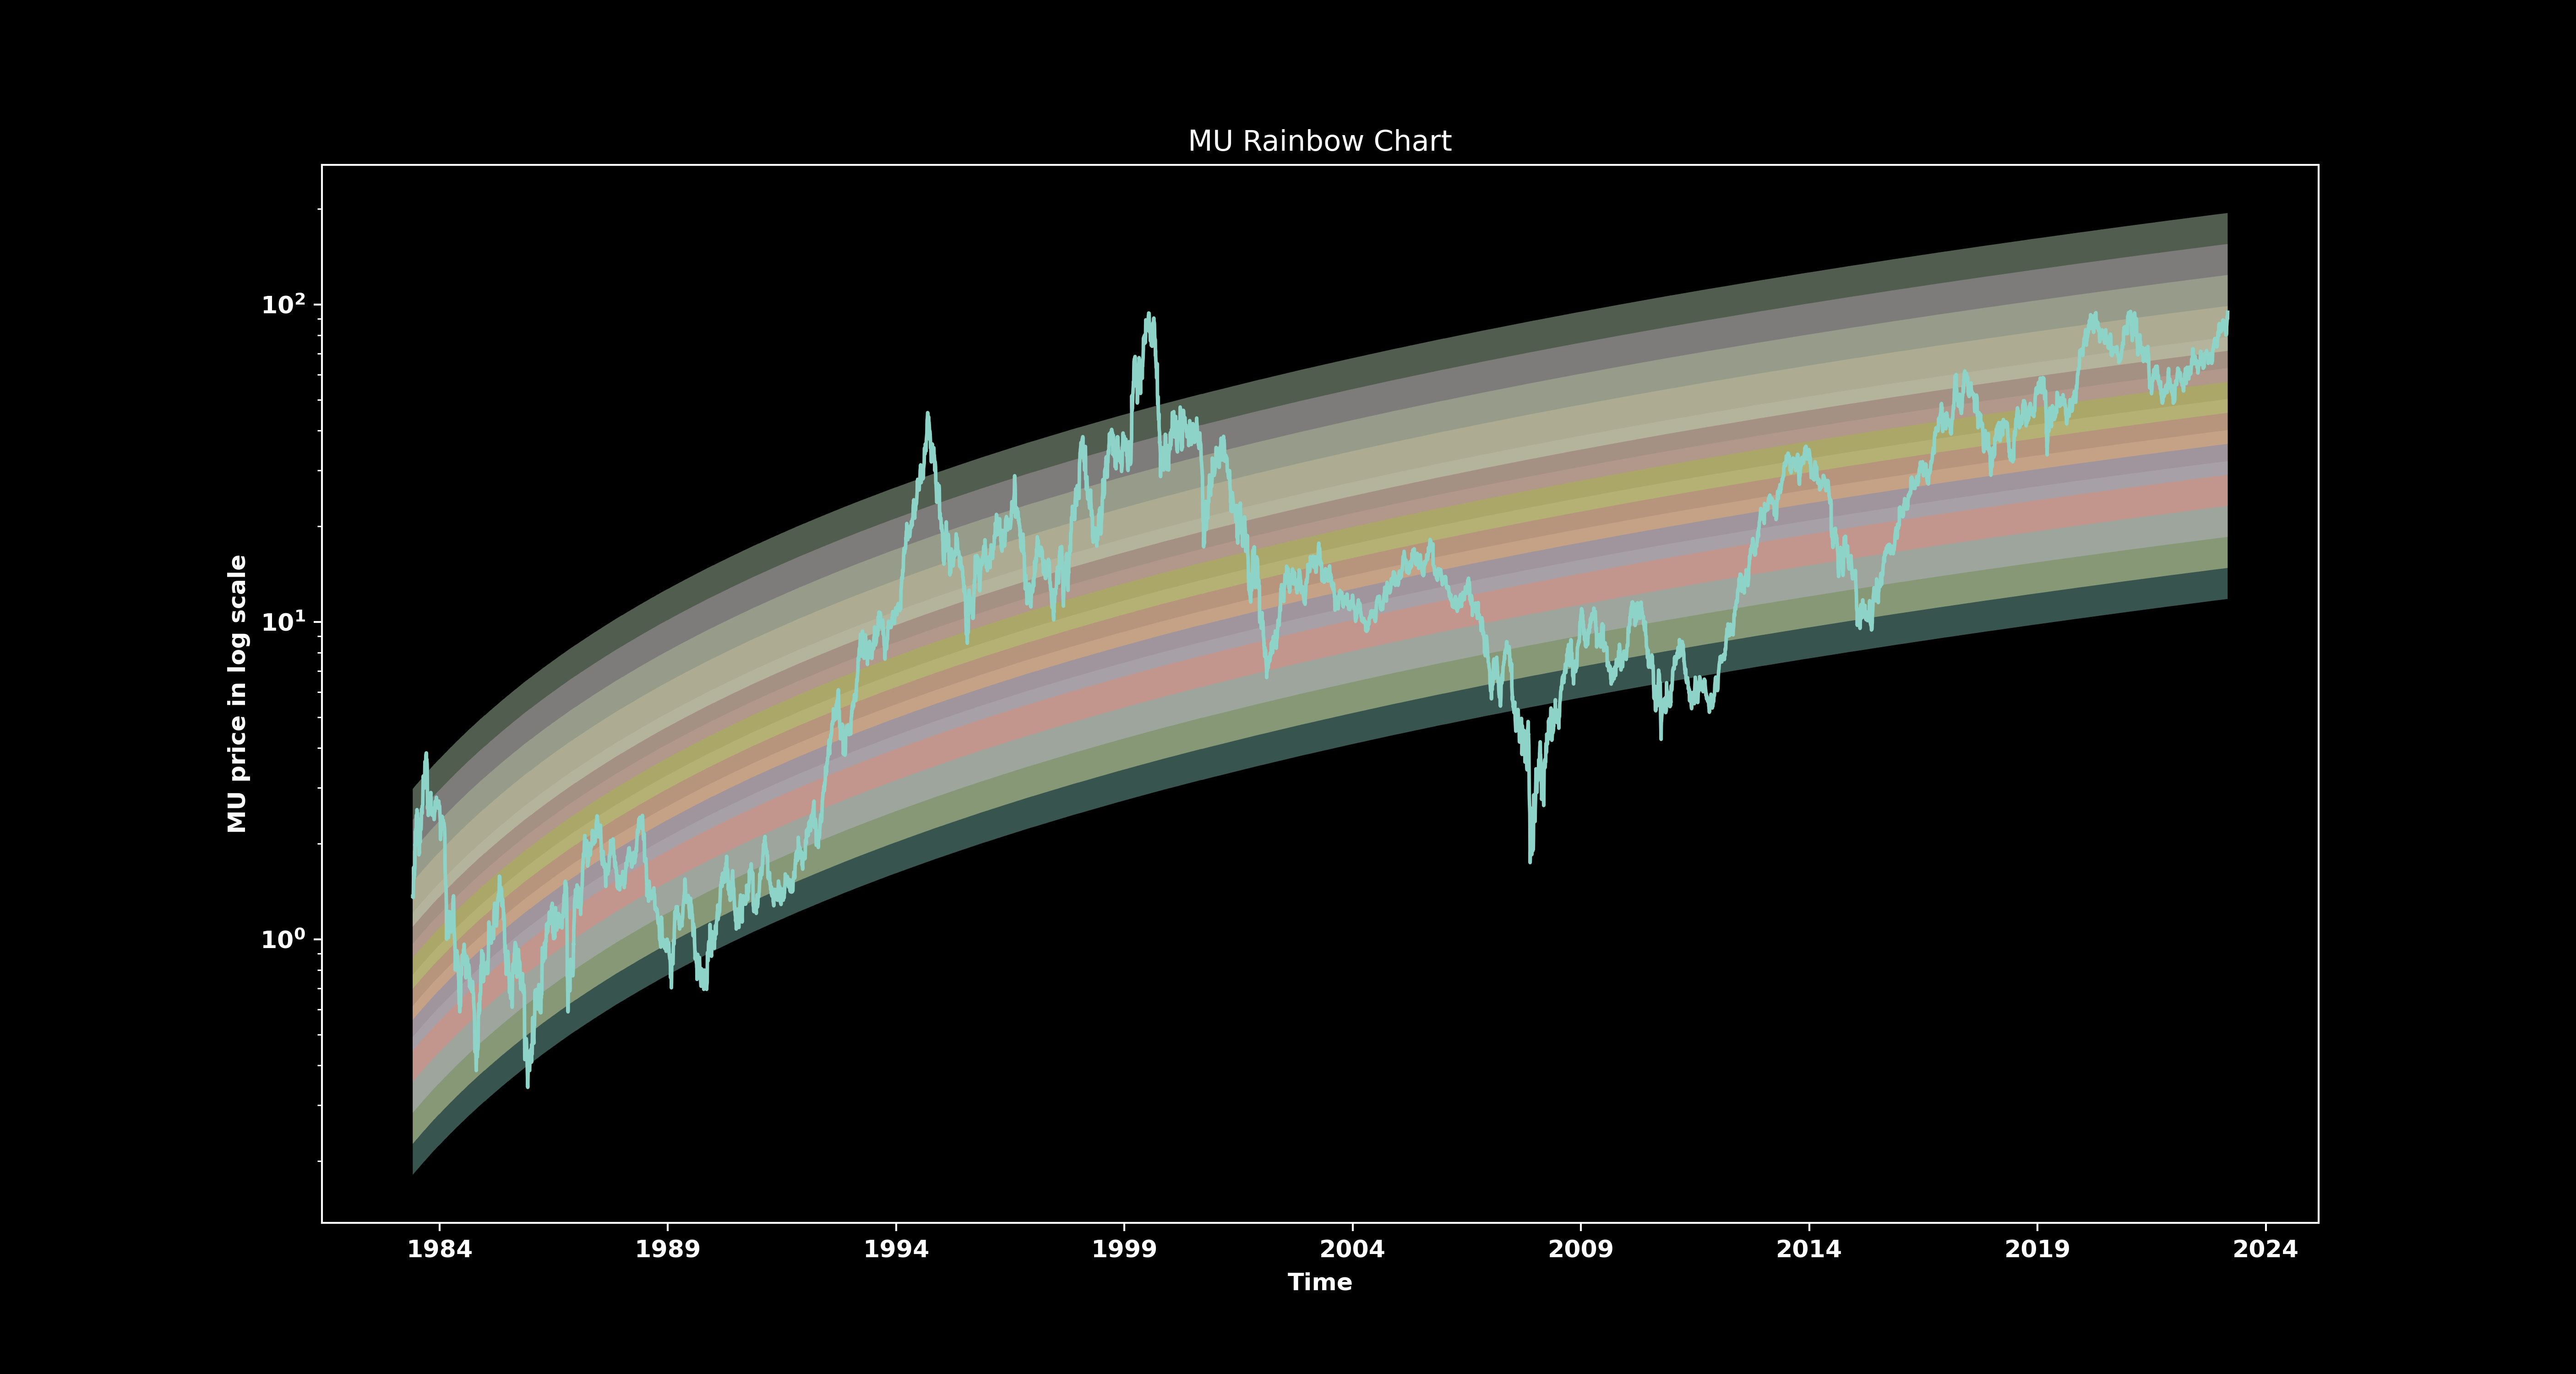 MU Rainbow Chart
MU price in log scale
10²
10¹
10⁰
1984 1989 1994 1999 2004 2009 2014 2019 2024
Time